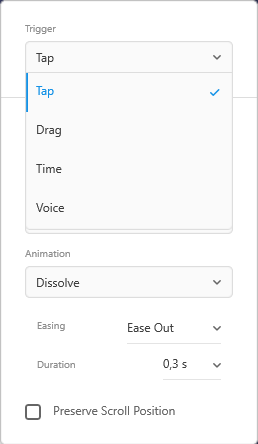 Trigger
Tap
Tap
Drag
Time
Voice
Animation
Dissolve
Easing Ease Out
Duration 0,3 s
Preserve Scroll Position